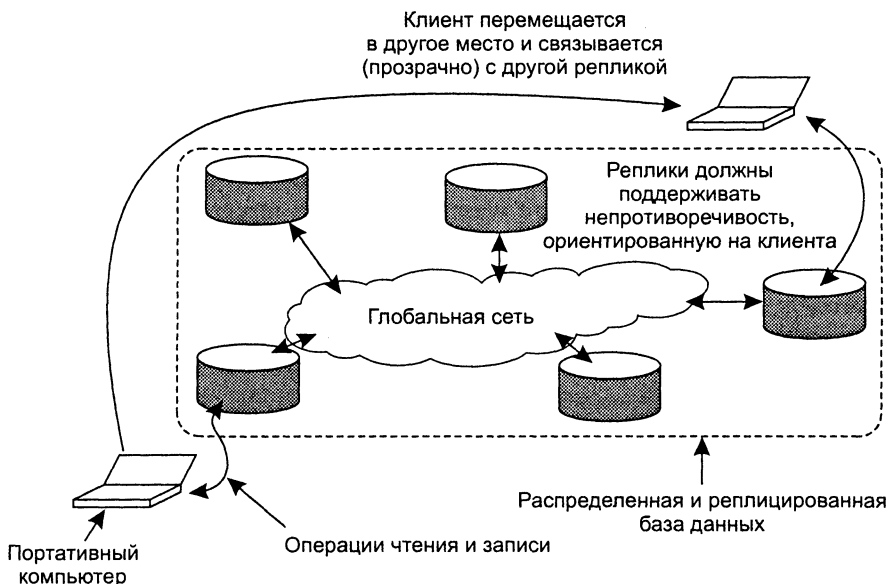 Клиент перемещается
в другое место и связывается
(прозрачно) с другой репликой
Реплики должны
поддерживать
непротиворечивость,
ориентированную на клиента
Глобальная сеть
Распределенная и реплицированная
база данных
Операции чтения и записи
Портативный
компьютер